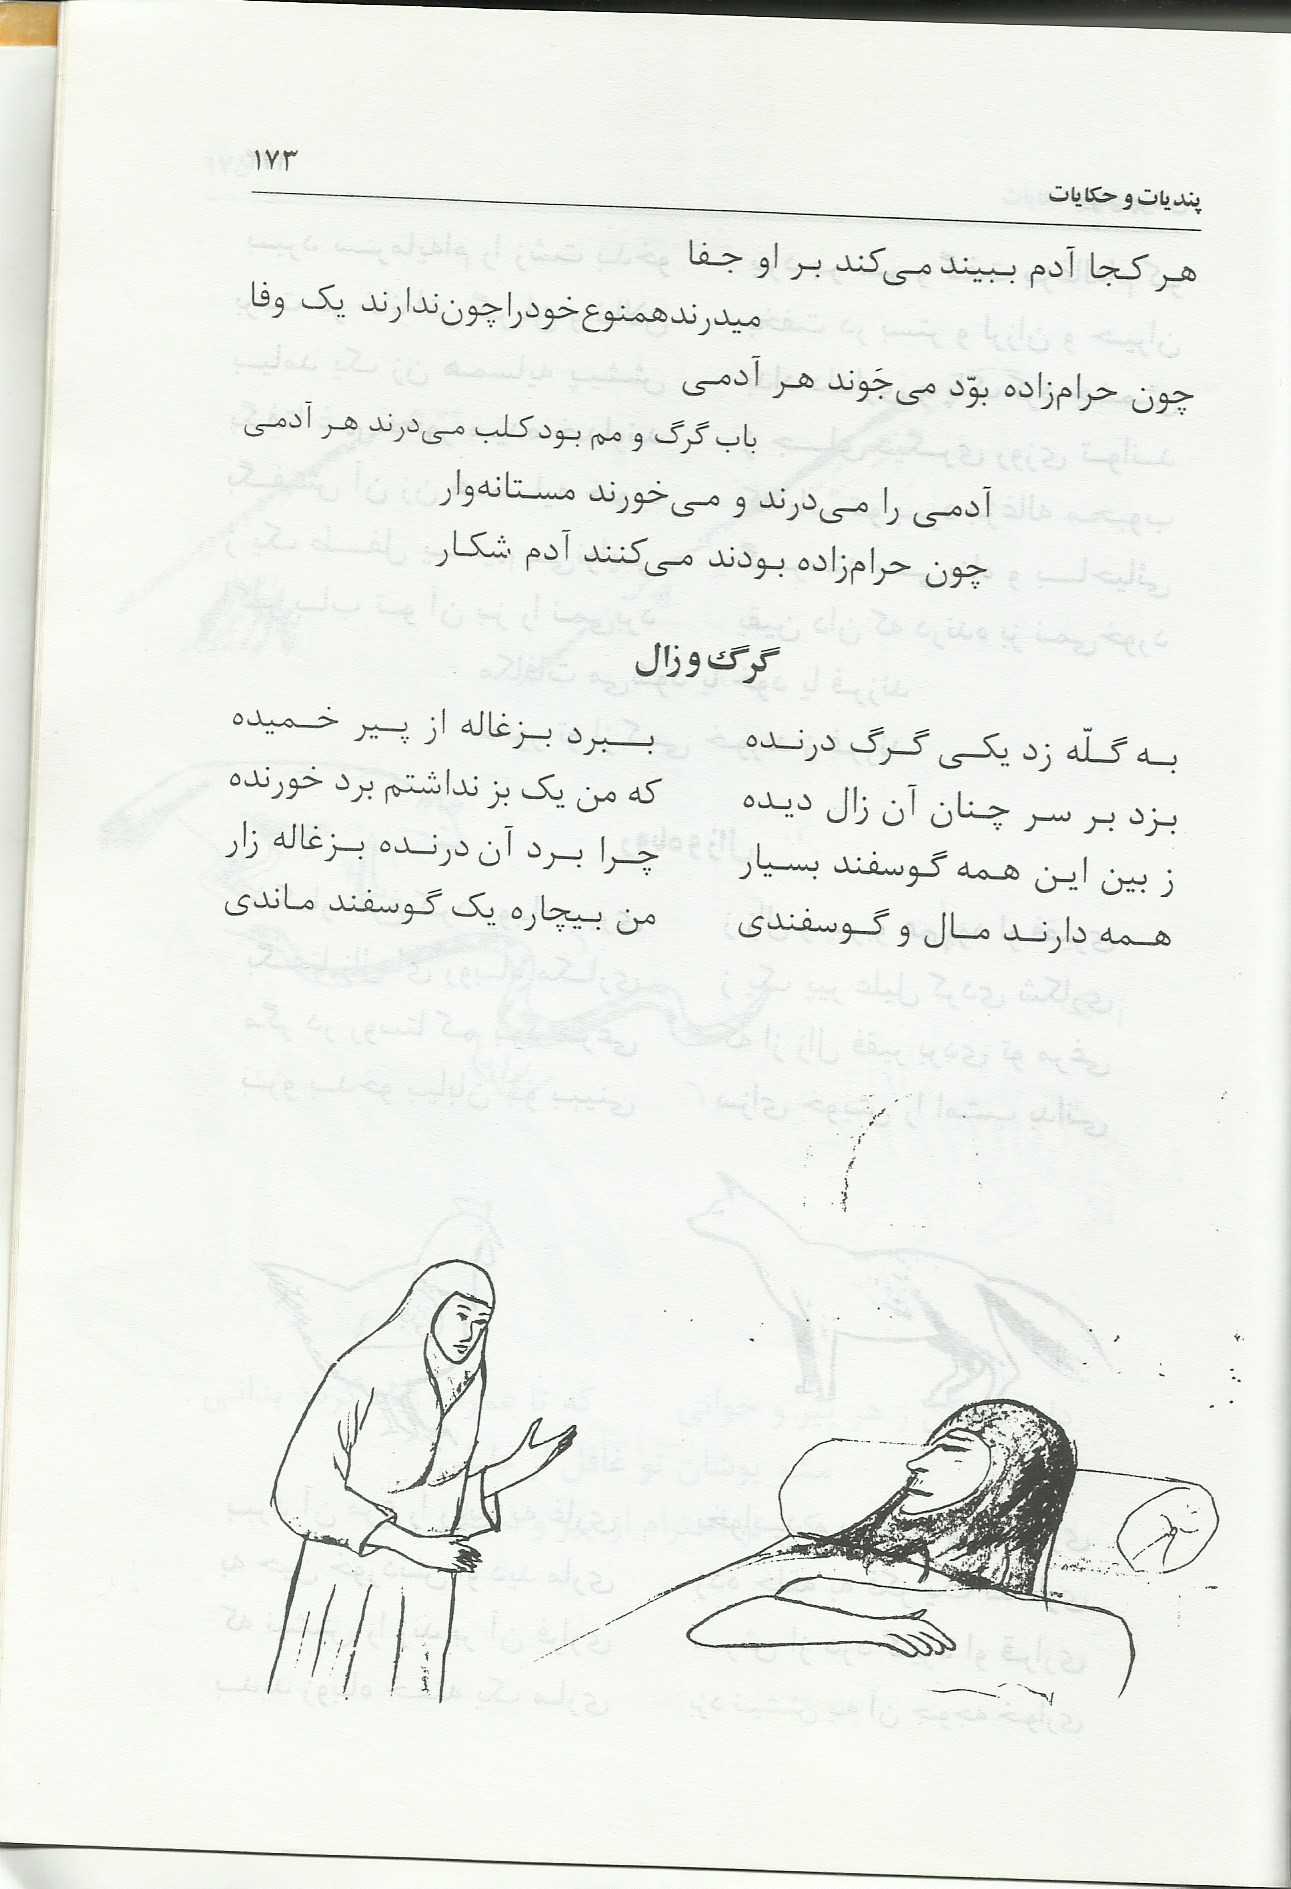 ۱۷۳
پندیات و حکایات
هر کجا آدم ببیند می‌کند بر او جفا
میدرندهمنوع‌خودراچون‌ندارند یک وفا
چون حرام‌زاده بوّد می‌جَوند هر آدمی
باب گرگ و مم بود کلب می‌درند هر آدمی
آدمی را می‌درند و می‌خورند مستانه‌وار
چون حرام‌زاده بودند می‌کنند آدم شکار
گرگ و زال
به گلّه زد یکی گرگ درنده ببرد بزغاله از پیر خمیده
بزد بر سر چنان آن زال دیده که من یک بز نداشتم برد خورنده
ز بین این همه گوسفند بسیار چرا برد آن درنده بزغاله زار
همه دارند مال و گوسفندی من بیچاره یک گوسفند ماندی